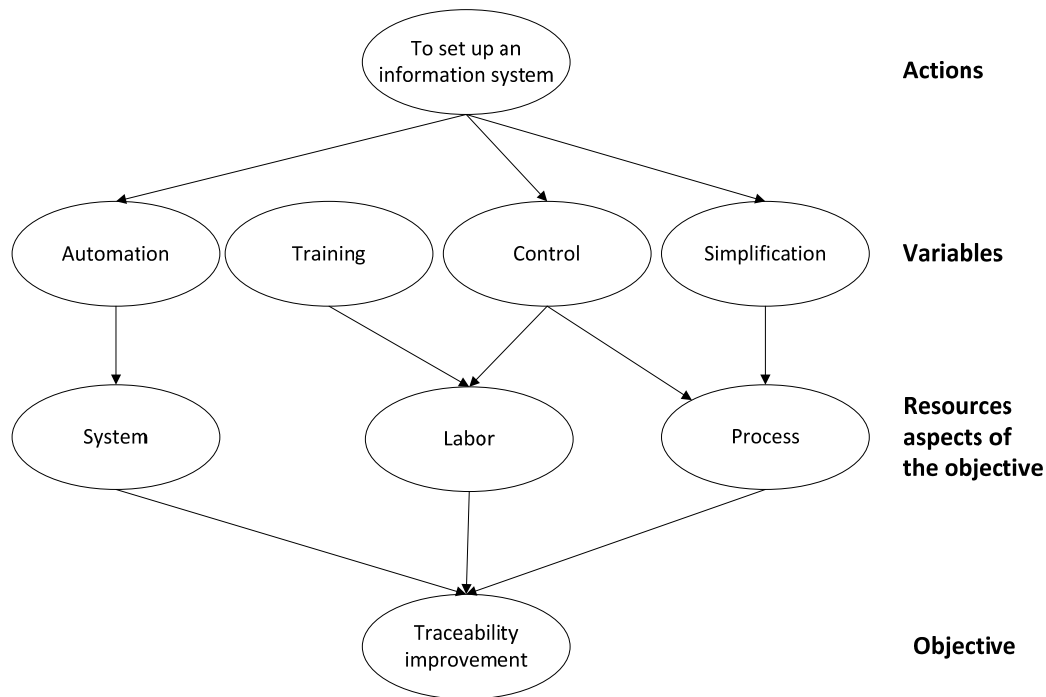 To set up an
information system
Actions
Automation
Training
Control
Simplification
Variables
System
Labor
Process
Resources
aspects of
the objective
Traceability
improvement
Objective